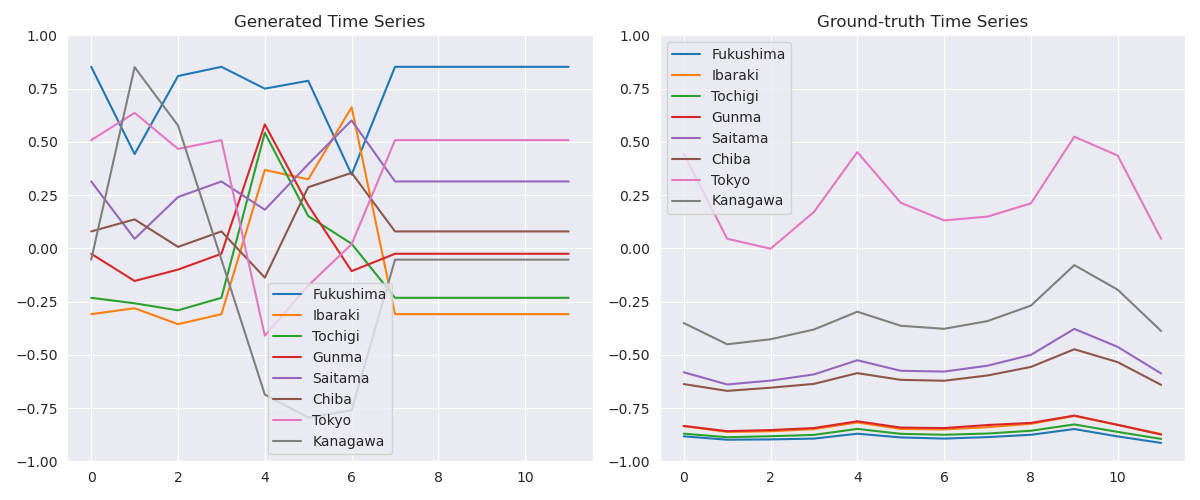 Generated Time Series
1.00
0.75
0.50
0.25
0.00
−0.25
−0.50
−0.75
−1.00
0 2 4 6 8 10
Fukushima
Ibaraki
Tochigi
Gunma
Saitama
Chiba
Tokyo
Kanagawa
Ground-truth Time Series
1.00
0.75
0.50
0.25
0.00
−0.25
−0.50
−0.75
−1.00
0 2 4 6 8 10
Fukushima
Ibaraki
Tochigi
Gunma
Saitama
Chiba
Tokyo
Kanagawa